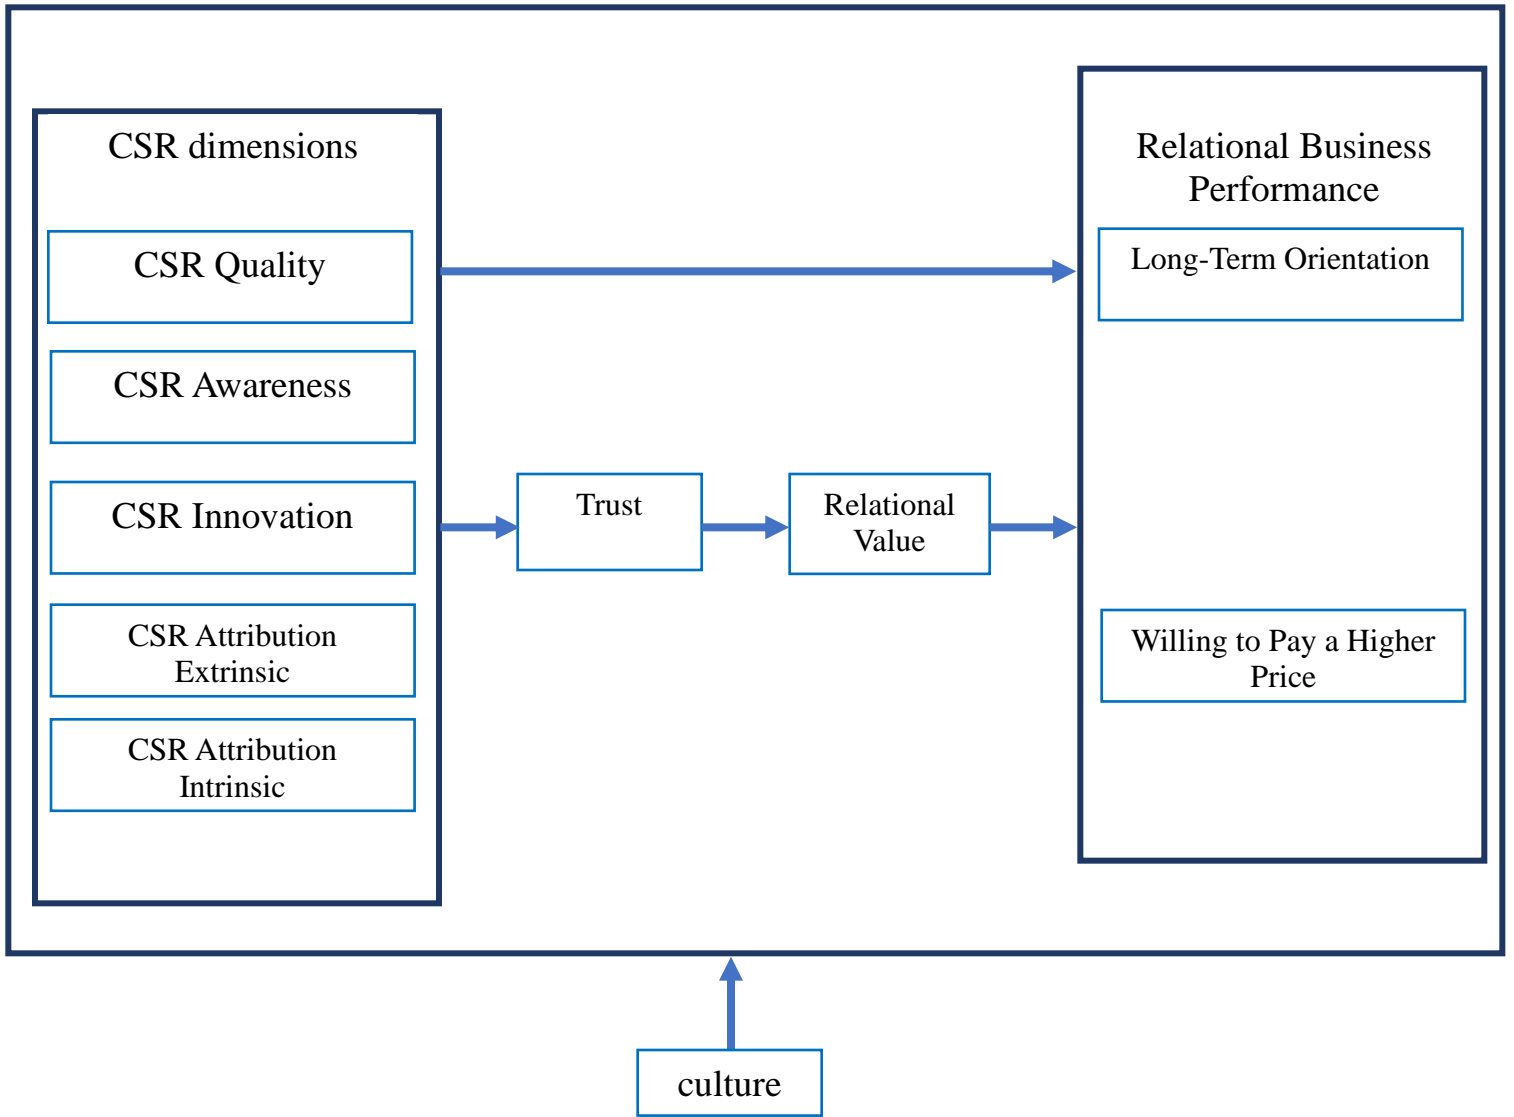 CSR dimensions
CSR Quality
CSR Awareness
CSR Innovation
CSR Attribution
Extrinsic
CSR Attribution
Intrinsic
Trust
Relational
Value
Relational Business
Performance
Long-Term Orientation
Willing to Pay a Higher
Price
culture